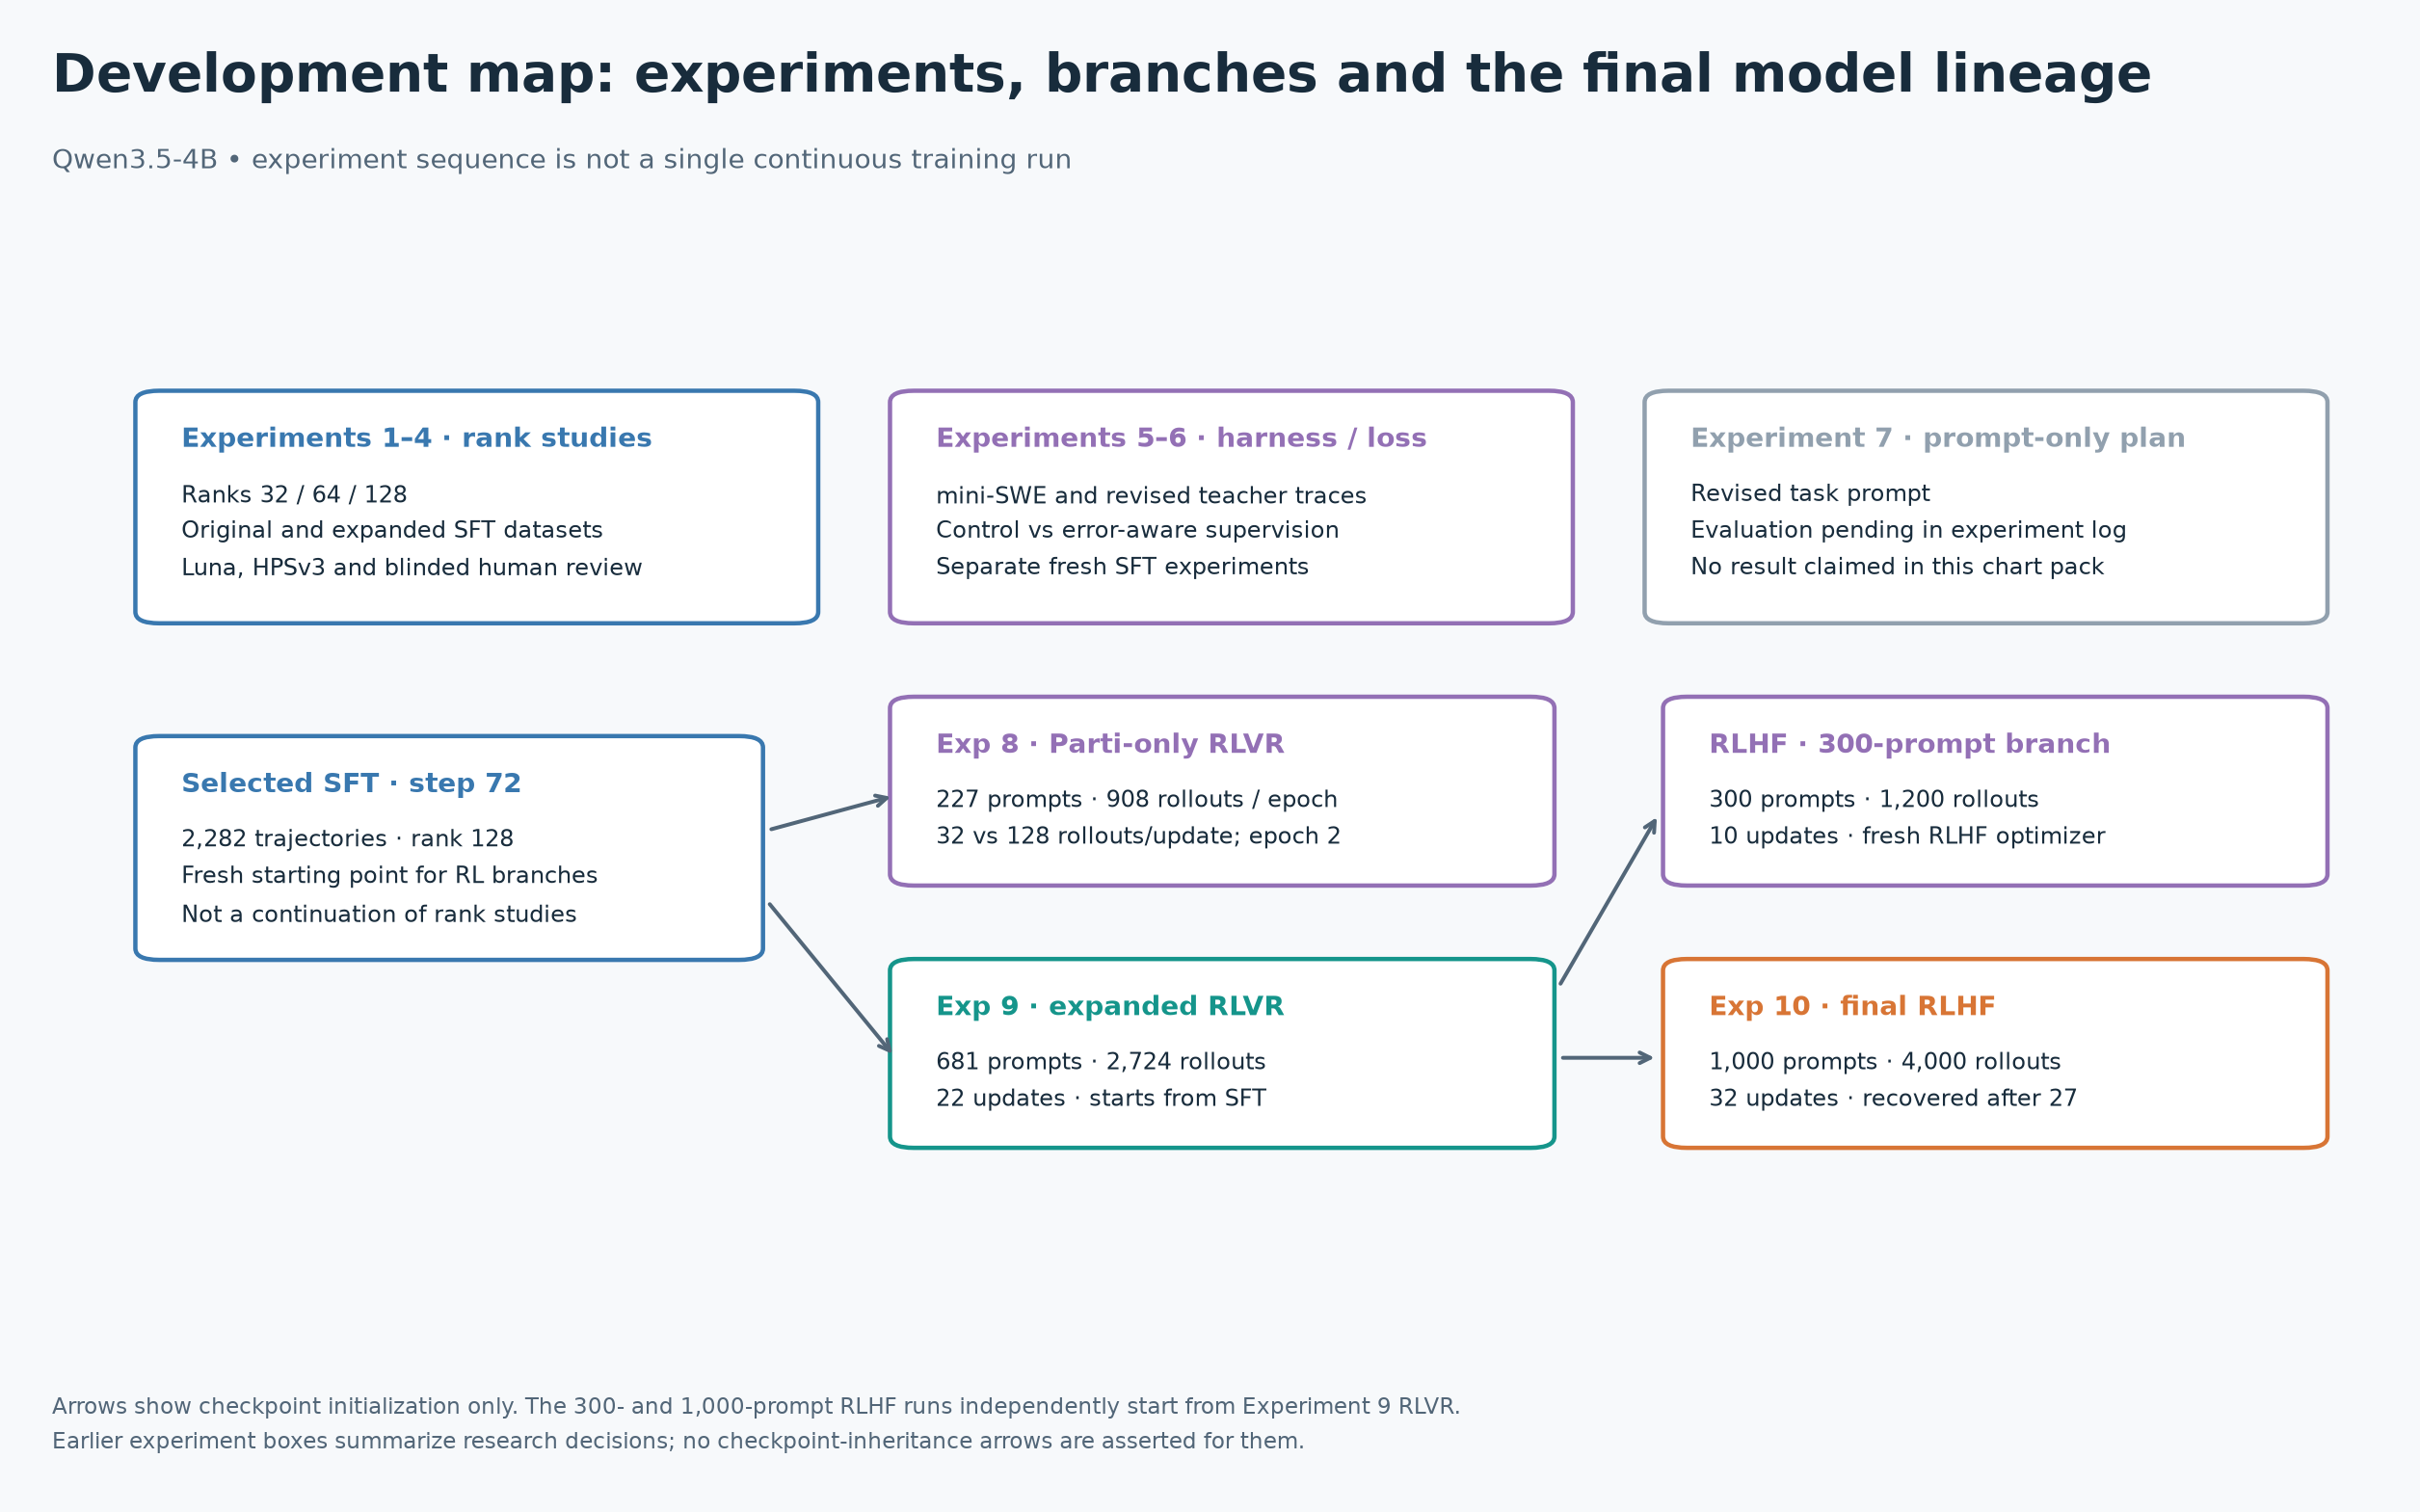 Development map: experiments, branches and the final model lineage
Qwen3.5-4B • experiment sequence is not a single continuous training run
Experiments 1–4 · rank studies
Ranks 32 / 64 / 128
Original and expanded SFT datasets
Luna, HPSv3 and blinded human review
Experiments 5–6 · harness / loss
mini-SWE and revised teacher traces
Control vs error-aware supervision
Separate fresh SFT experiments
Experiment 7 · prompt-only plan
Revised task prompt
Evaluation pending in experiment log
No result claimed in this chart pack
Selected SFT · step 72
2,282 trajectories · rank 128
Fresh starting point for RL branches
Not a continuation of rank studies
Exp 8 · Parti-only RLVR
227 prompts · 908 rollouts / epoch
32 vs 128 rollouts/update; epoch 2
RLHF · 300-prompt branch
300 prompts · 1,200 rollouts
10 updates · fresh RLHF optimizer
Exp 9 · expanded RLVR
681 prompts · 2,724 rollouts
22 updates · starts from SFT
Exp 10 · final RLHF
1,000 prompts · 4,000 rollouts
32 updates · recovered after 27
Arrows show checkpoint initialization only. The 300- and 1,000-prompt RLHF runs independently start from Experiment 9 RLVR.
Earlier experiment boxes summarize research decisions; no checkpoint-inheritance arrows are asserted for them.